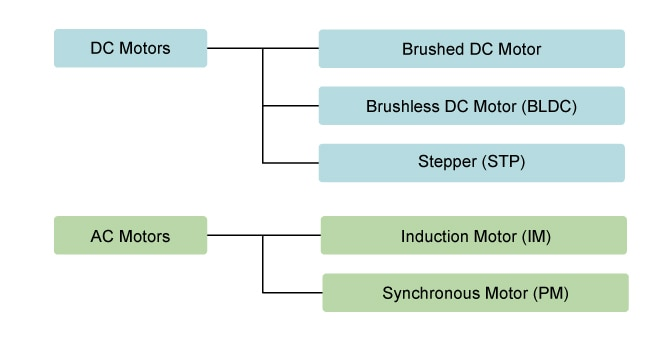 DC Motors
Brushed DC Motor
Brushless DC Motor (BLDC)
Stepper (STP)
AC Motors
Induction Motor (IM)
Synchronous Motor (PM)